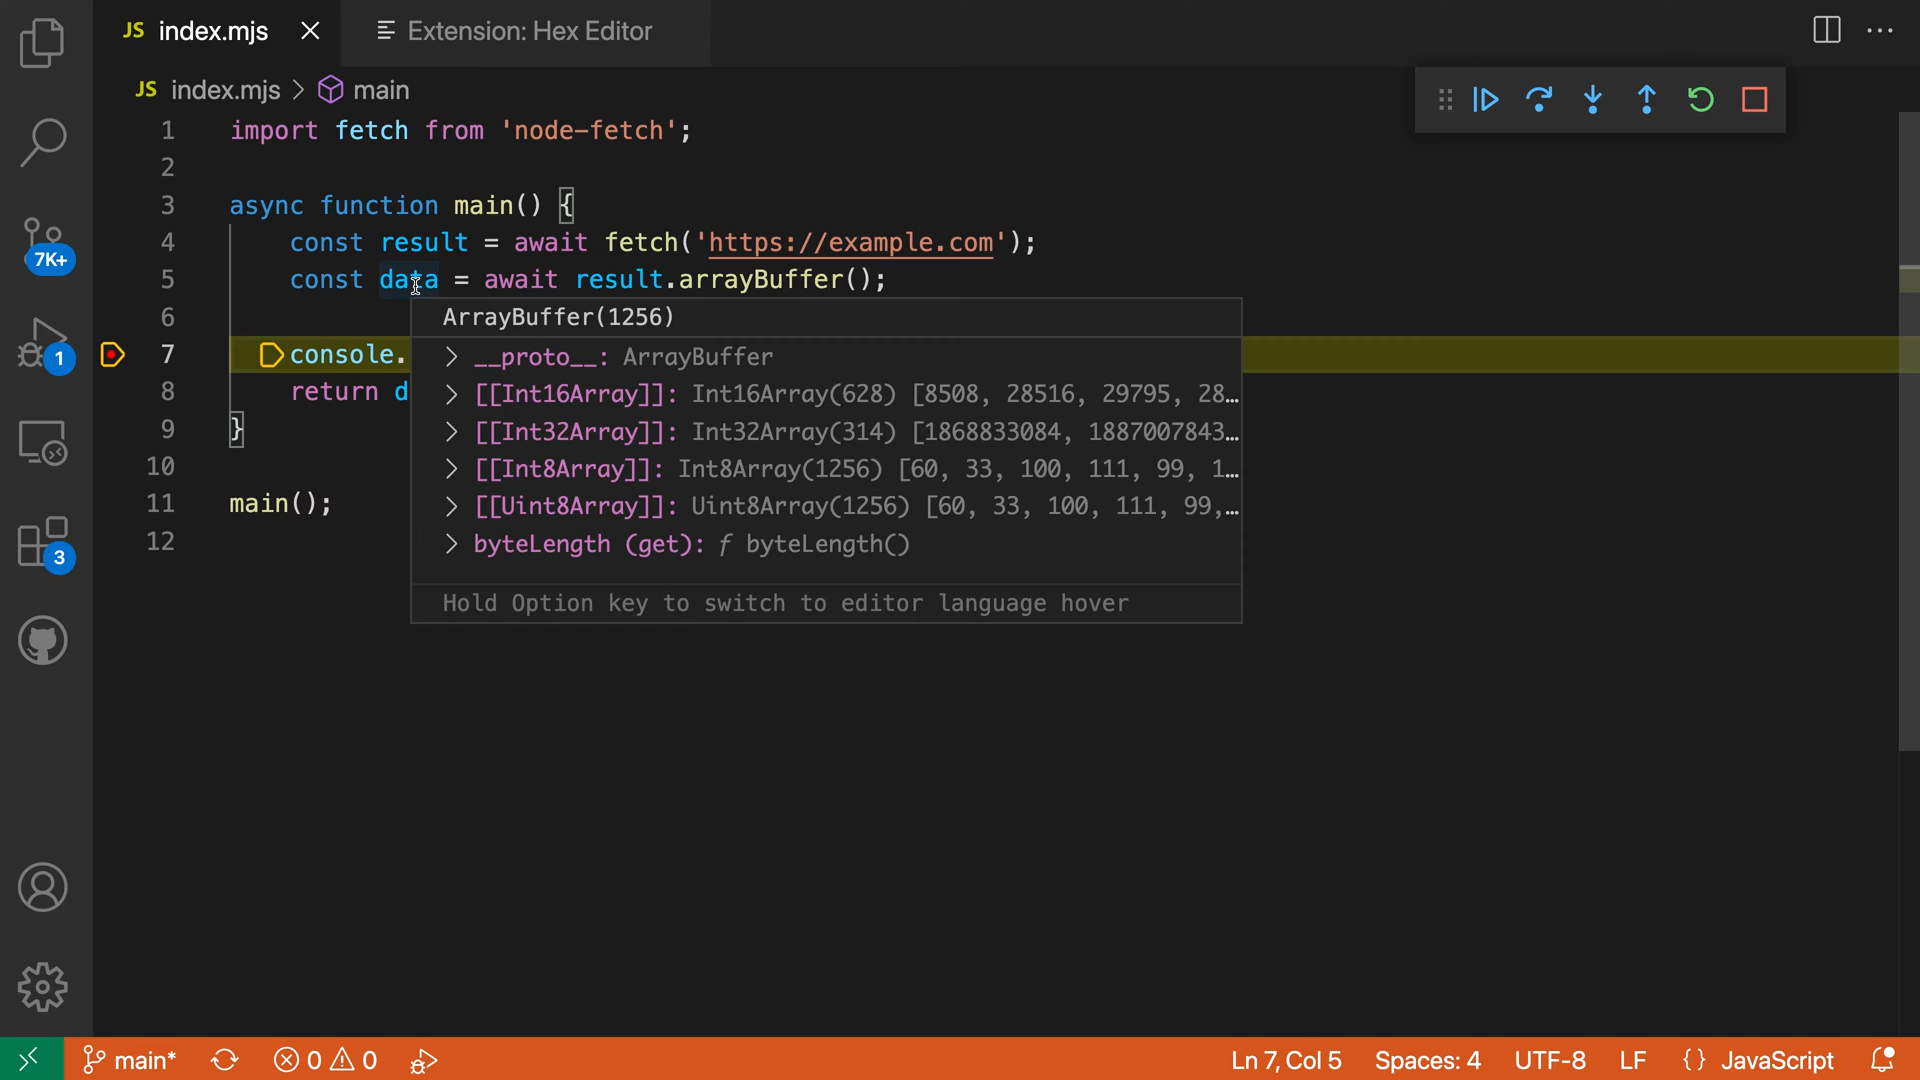 JS index.mjs
Extension: Hex Editor
JS index.mjs > main
1 import fetch from 'node-fetch';
2
3 async function main() {
4 const result = await fetch('https://example.com');
5 const data = await result.arrayBuffer();
6
7 console.
8 return d
9 }
10
11 main();
12
ArrayBuffer(1256)
> __proto__: ArrayBuffer
> [[Int16Array]]: Int16Array(628) [8508, 28516, 29795, 28…
> [[Int32Array]]: Int32Array(314) [1868833084, 1887007843…
> [[Int8Array]]: Int8Array(1256) [60, 33, 100, 111, 99, 1…
> [[Uint8Array]]: Uint8Array(1256) [60, 33, 100, 111, 99,…
> byteLength (get): ƒ byteLength()
Hold Option key to switch to editor language hover
7K+
1
3
main*
0 0
Ln 7, Col 5
Spaces: 4
UTF-8
LF
{} JavaScript